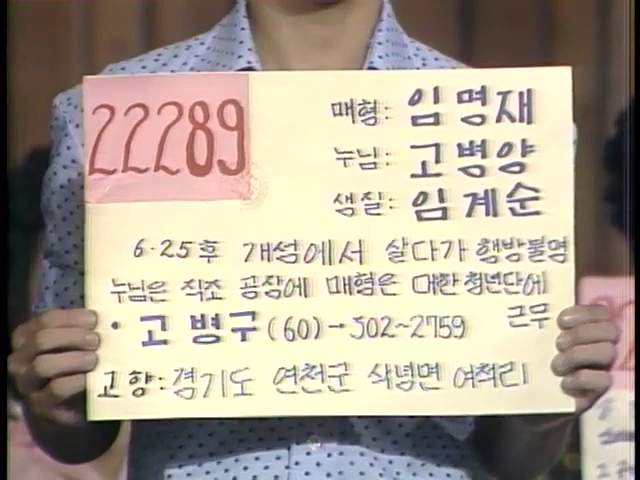 22289
매형: 임명재
누님: 고병양
생질: 임계순
6·25후 개성에서 살다가 행방불명
누님은 직조 공장에 매형은 대한청년단에
근무
· 고병구(60)-302~2759
고향: 경기도 연천군 삭녕면 여척리